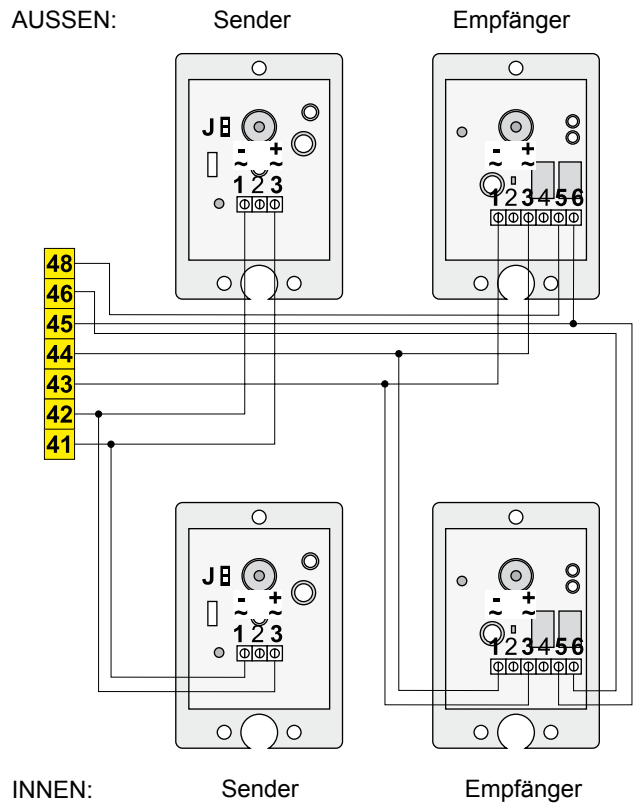 AUSSEN:
Sender
Empfänger
J
- +
~ ~
1 2 3
- +
~ ~
1 2 3 4 5 6
48
46
45
44
43
42
41
J
- +
~ ~
1 2 3
- +
~ ~
1 2 3 4 5 6
INNEN:
Sender
Empfänger